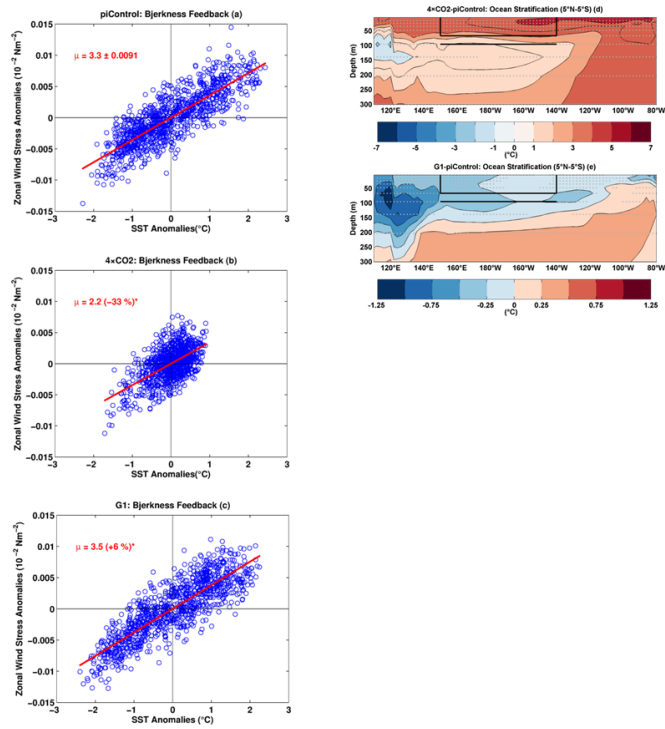 piControl: Bjerkness Feedback (a)
Zonal Wind Stress Anomalies (10⁻² Nm⁻²)
0.015
0.01
0.005
0
−0.005
−0.01
−0.015
μ = 3.3 ± 0.0091
−3 −2 −1 0 1 2 3
SST Anomalies(°C)
4×CO2: Bjerkness Feedback (b)
Zonal Wind Stress Anomalies (10⁻² Nm⁻²)
0.015
0.01
0.005
0
−0.005
−0.01
−0.015
μ = 2.2 (−33 %)*
−3 −2 −1 0 1 2 3
SST Anomalies(°C)
G1: Bjerkness Feedback (c)
Zonal Wind Stress Anomalies (10⁻² Nm⁻²)
0.015
0.01
0.005
0
−0.005
−0.01
−0.015
μ = 3.5 (+6 %)*
−3 −2 −1 0 1 2 3
SST Anomalies(°C)
4×CO2-piControl: Ocean Stratification (5°N-5°S) (d)
Depth (m)
50
100
150
200
250
300
120°E 140°E 160°E 180°W 160°W 140°W 120°W 100°W 80°W
-7 -5 -3 -1 0 1 3 5 7
(°C)
G1-piControl: Ocean Stratification (5°N-5°S) (e)
Depth (m)
50
100
150
200
250
300
120°E 140°E 160°E 180°W 160°W 140°W 120°W 100°W 80°W
-1.25 -0.75 -0.25 0 0.25 0.75 1.25
(°C)